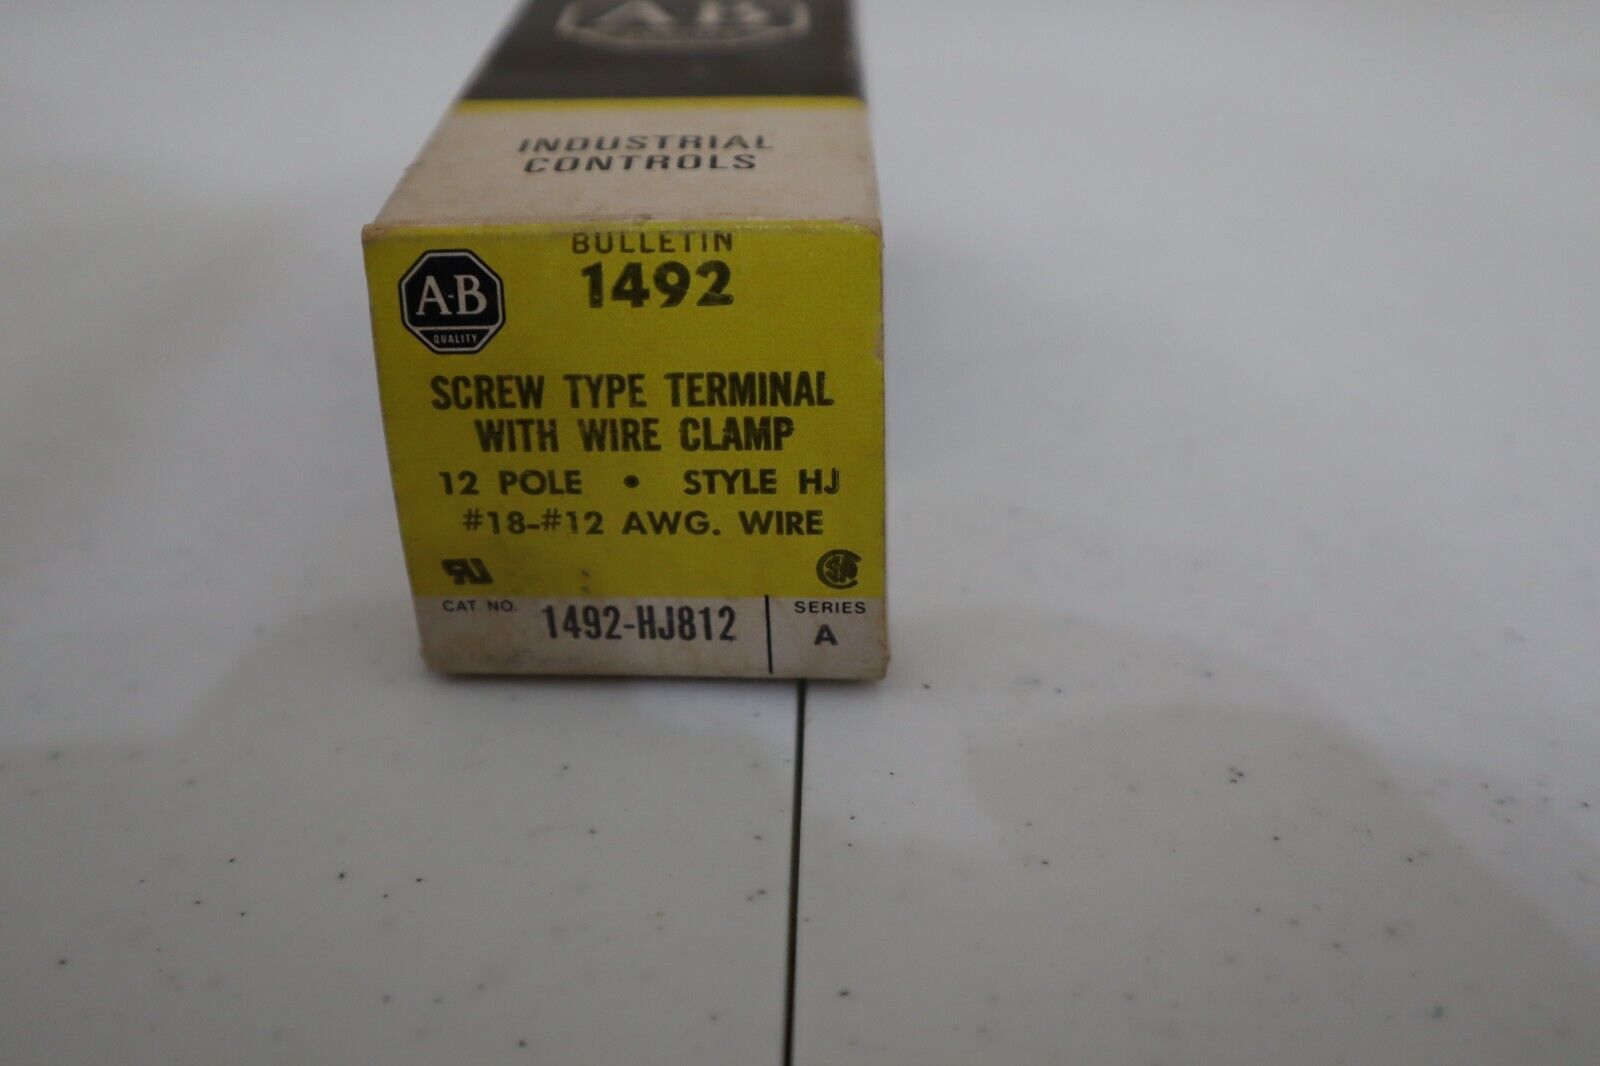 A-B
INDUSTRIAL
CONTROLS
BULLETIN
1492
A-B
QUALITY
SCREW TYPE TERMINAL
WITH WIRE CLAMP
12 POLE • STYLE HJ
#18-#12 AWG. WIRE
CAT. NO. 1492-HJ812
SERIES
A